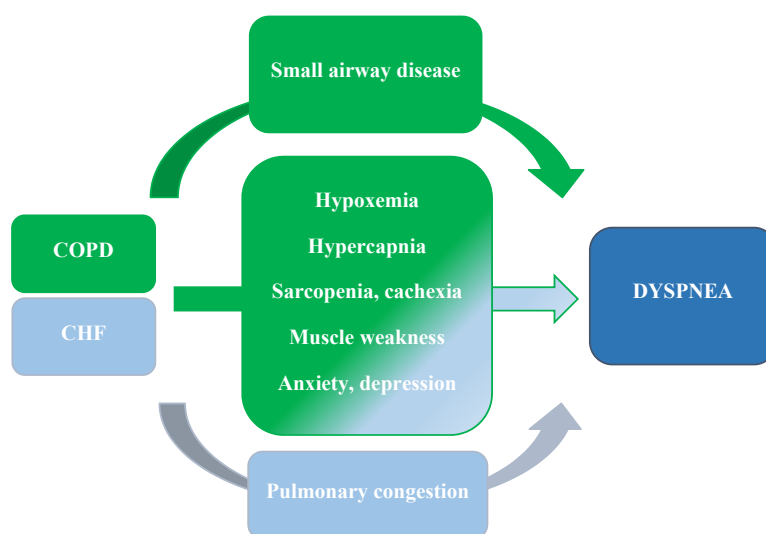 Small airway disease
COPD
CHF
Hypoxemia
Hypercapnia
Sarcopenia, cachexia
Muscle weakness
Anxiety, depression
DYSPNEA
Pulmonary congestion